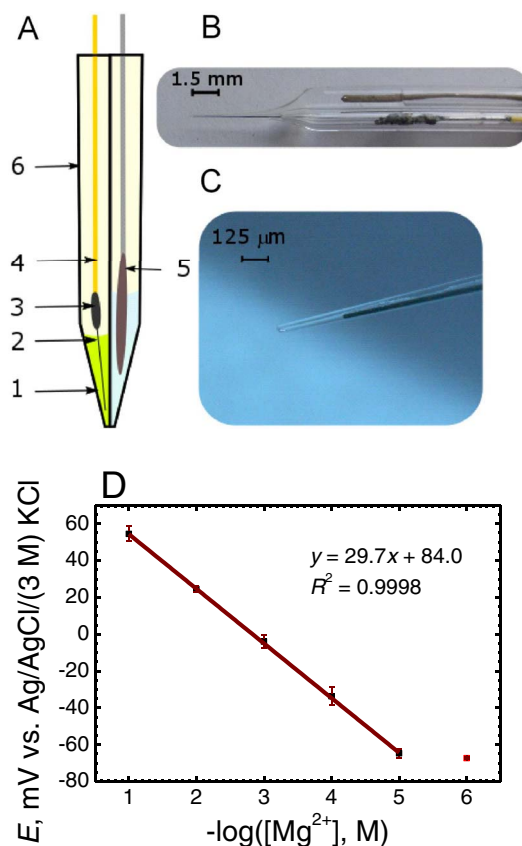 A
B
1.5 mm
6
C
4
5
125 μm
3
2
1
D
E, mV vs. Ag/AgCl/(3 M) KCl
60
40
20
0
-20
-40
-60
-80
y = 29.7x + 84.0
R² = 0.9998
1 2 3 4 5 6
-log([Mg²⁺], M)